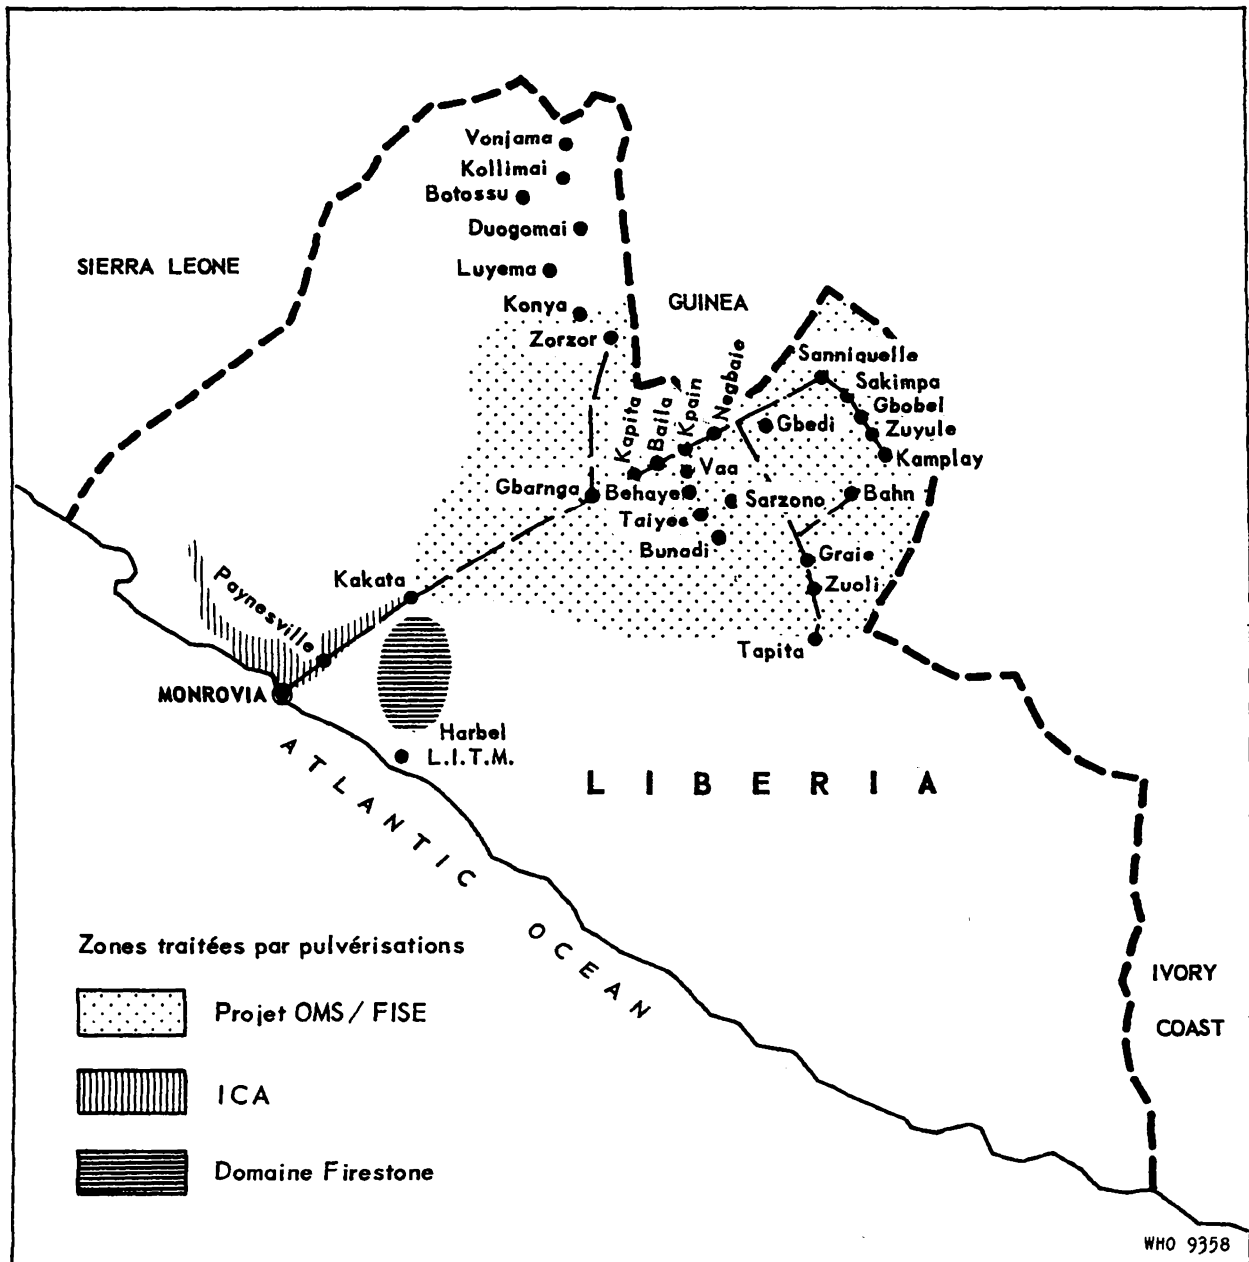 Vonjama
Kollimai
Botossu
Duogomai
SIERRA LEONE
Luyema
Konya
GUINEA
Zorzor
Sanniquelle
Sakimpa
Gbobel
Zuyule
Kamplay
Kapita
Baila
Kpain
Negbaie
Gbedi
Vaa
Gbarnga
Behaye
Sarzono
Bahn
Taiyee
Bunadi
Graie
Zuoli
Kakata
Paynesville
Tapita
MONROVIA
Harbel
L.I.T.M.
LIBERIA
ATLANTIC OCEAN
IVORY
COAST
Zones traitées par pulvérisations
Projet OMS / FISE
ICA
Domaine Firestone
WHO 9358